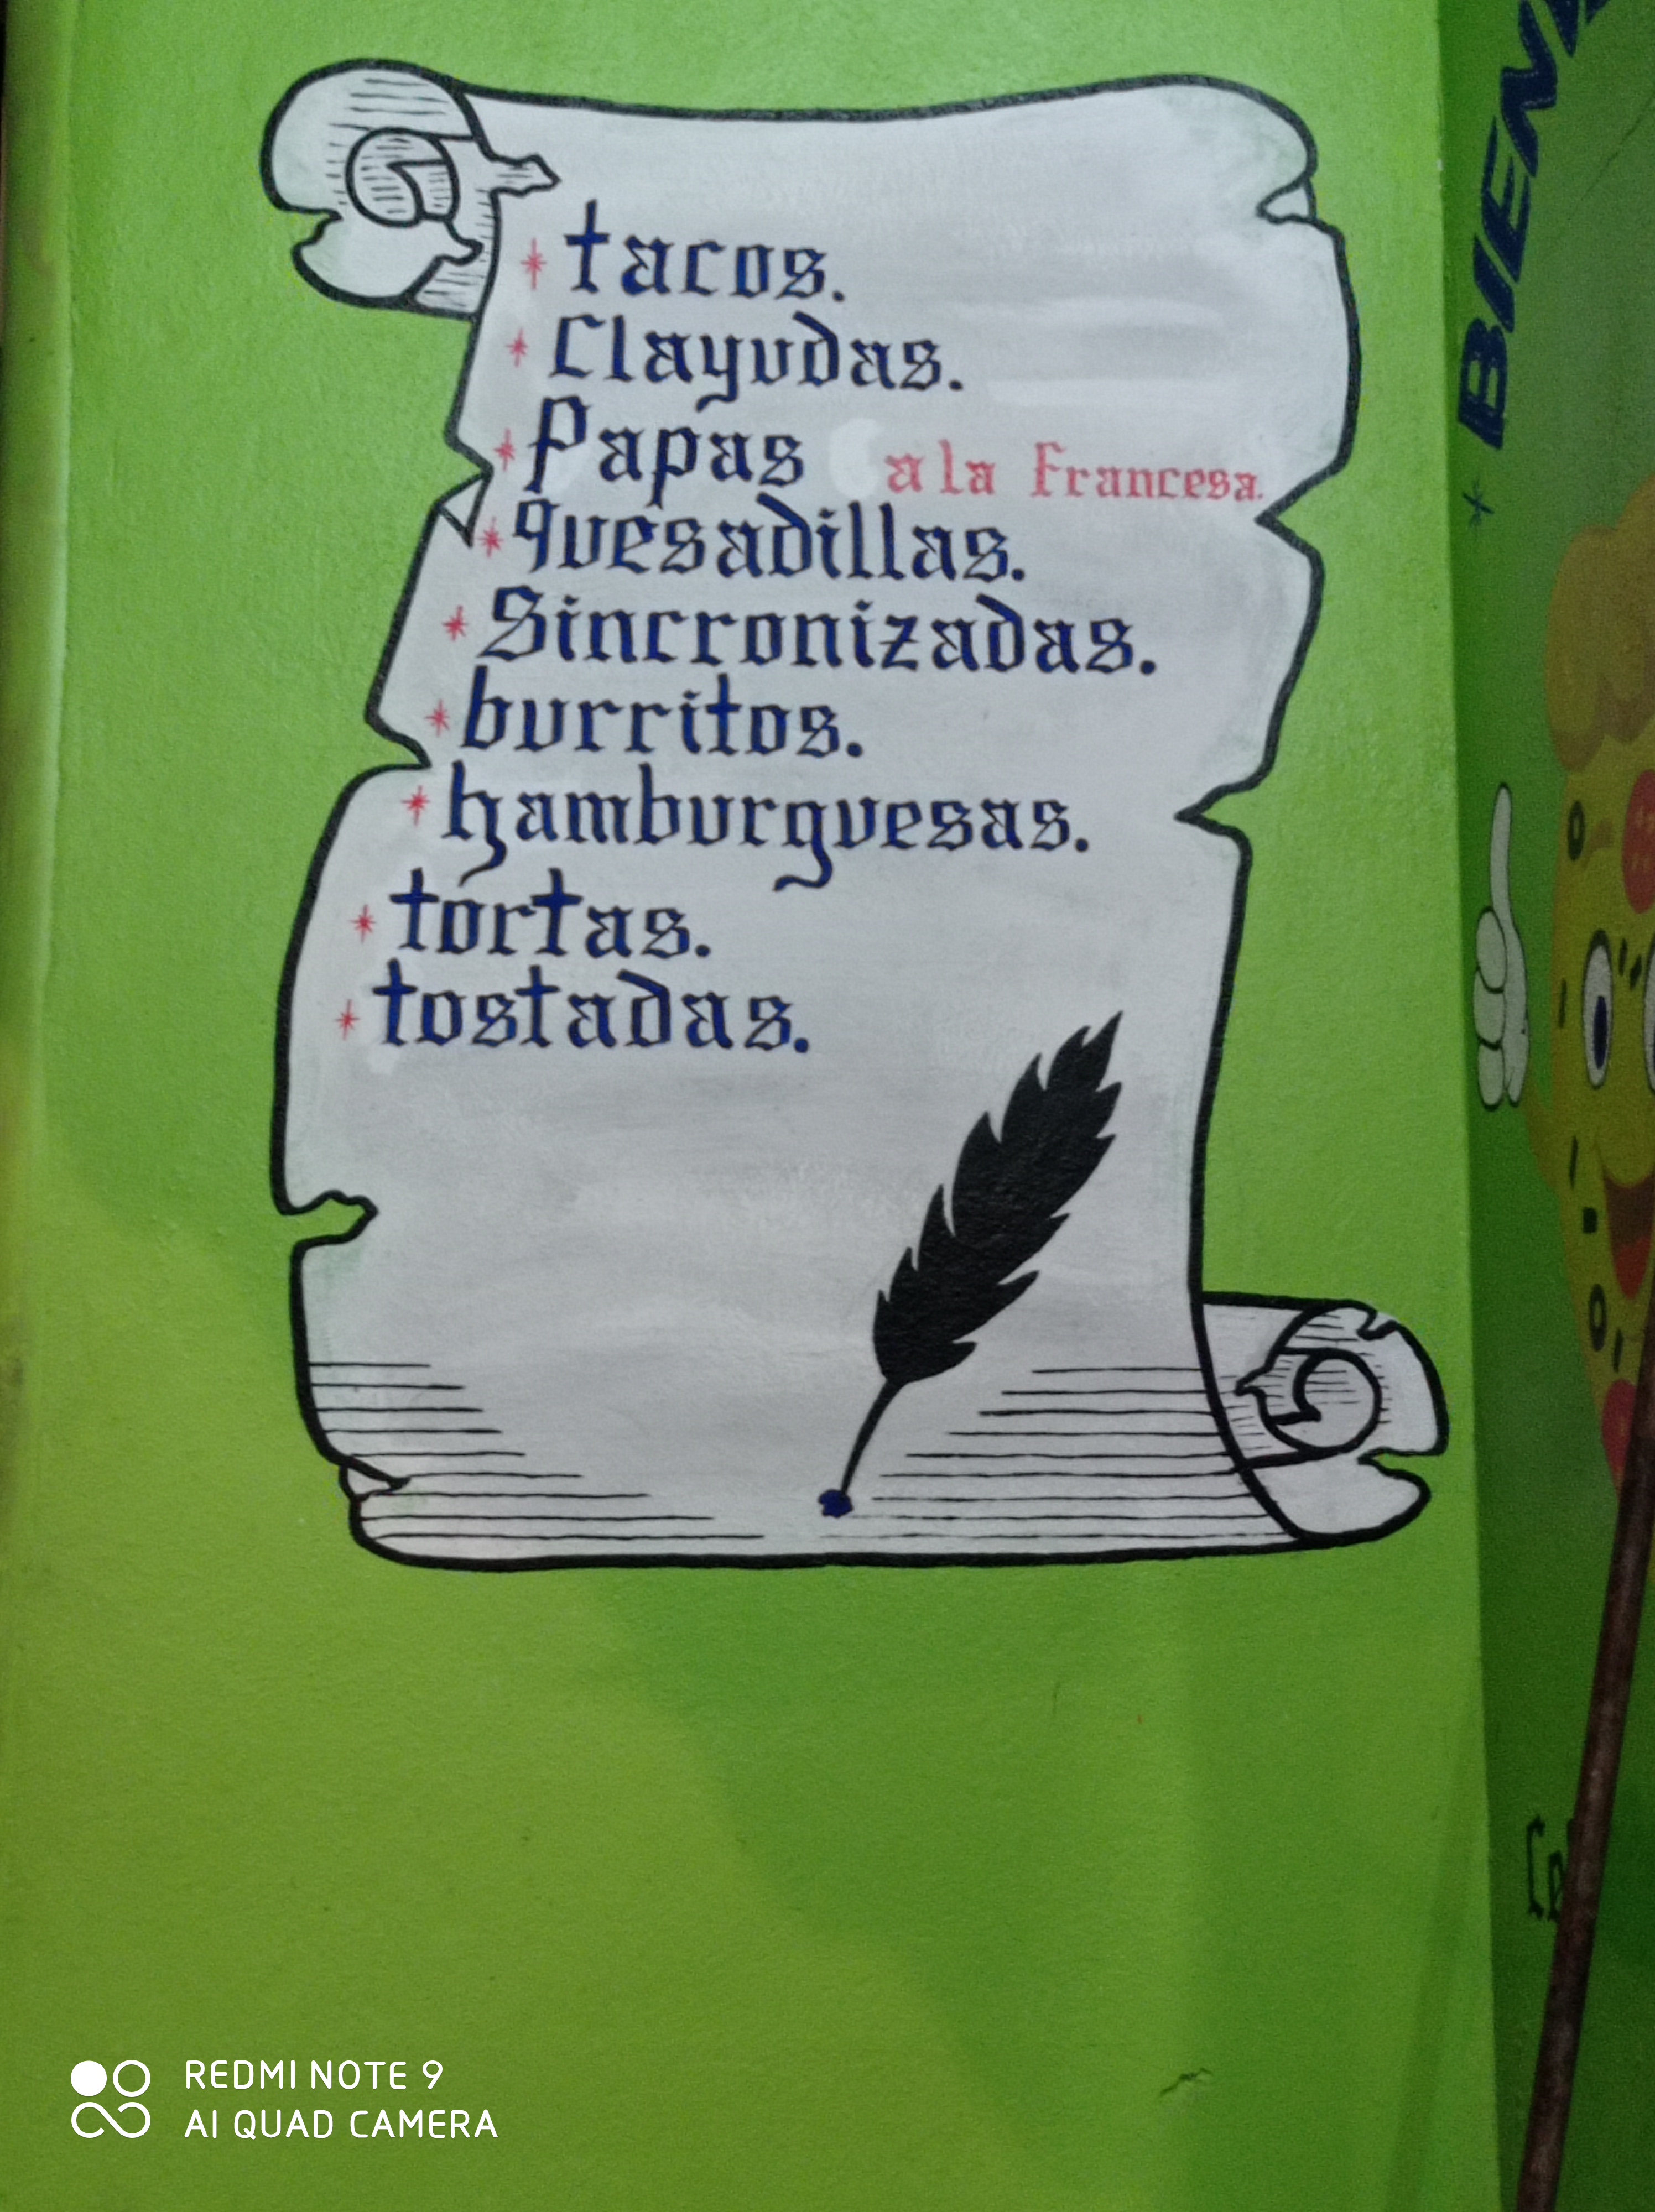 tacos.
Clayudas.
Papas a la Francesa.
quesadillas.
Sincronizadas.
burritos.
hamburguesas.
tortas.
tostadas.
REDMI NOTE 9
AI QUAD CAMERA